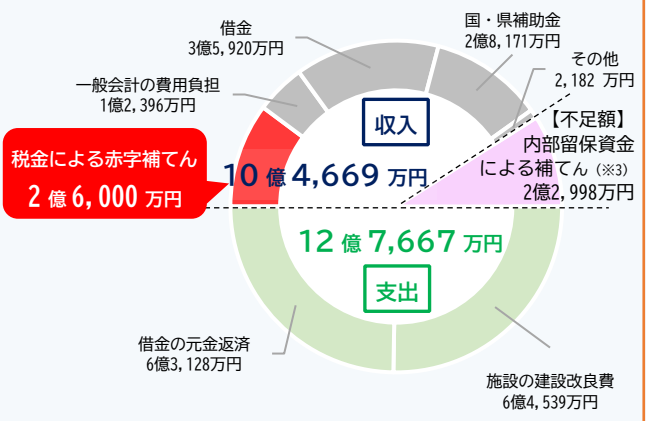 借金
3億5,920万円
国・県補助金
2億8,171万円
その他
2,182 万円
一般会計の費用負担
1億2,396万円
収入
【不足額】
内部留保資金
による補てん（※3）
2億2,998万円
税金による赤字補てん
2 億 6,000 万円
10 億 4,669 万円
12 億 7,667 万円
支出
借金の元金返済
6億3,128万円
施設の建設改良費
6億4,539万円